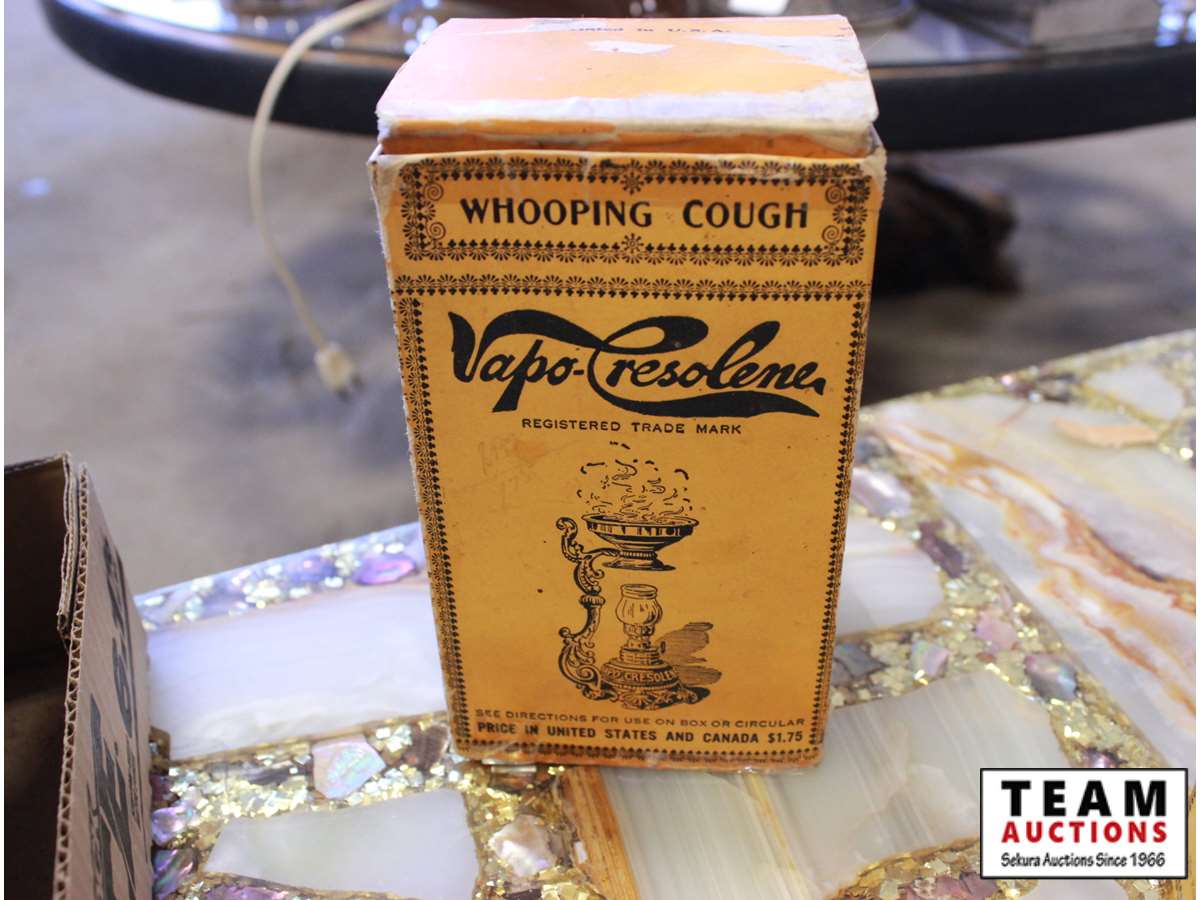 U.S.A.
WHOOPING COUGH
Vapo-Cresolene
REGISTERED TRADE MARK
SEE DIRECTIONS FOR USE ON BOX OR CIRCULAR
PRICE IN UNITED STATES AND CANADA $1.75
TEAM
AUCTIONS
Sekura Auctions Since 1966